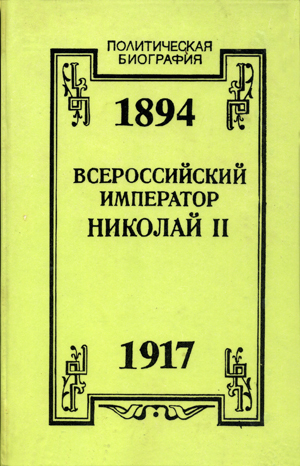 ПОЛИТИЧЕСКАЯ
БИОГРАФИЯ
1894
ВСЕРОССИЙСКИЙ
ИМПЕРАТОР
НИКОЛАЙ II
1917